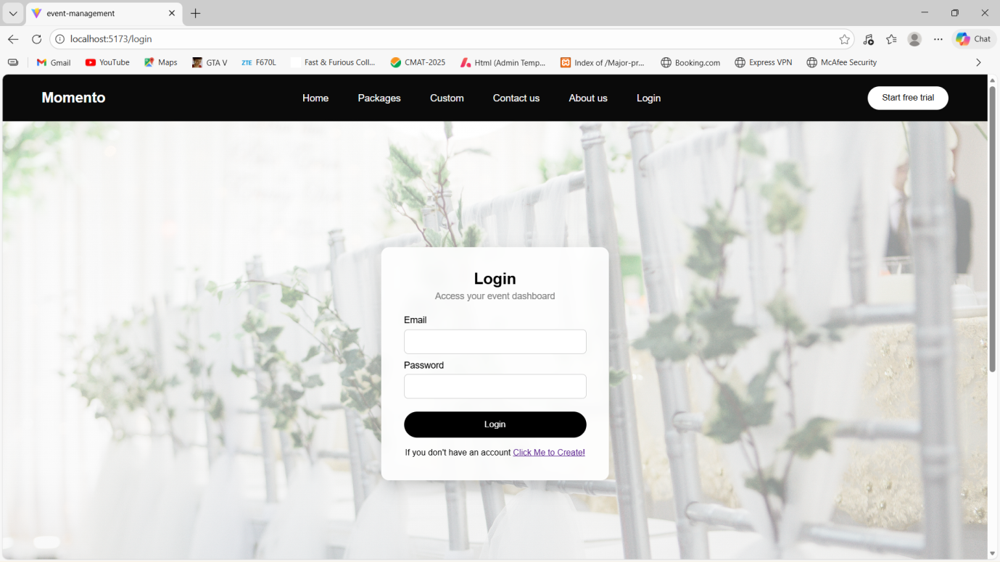 event-management
localhost:5173/login
Chat
Gmail YouTube Maps GTA V ZTE F670L Fast & Furious Coll... CMAT-2025 Html (Admin Temp... Index of /Major-pr... Booking.com Express VPN McAfee Security
Momento Home Packages Custom Contact us About us Login Start free trial
Login
Access your event dashboard
Email
Password
Login
If you don't have an account Click Me to Create!